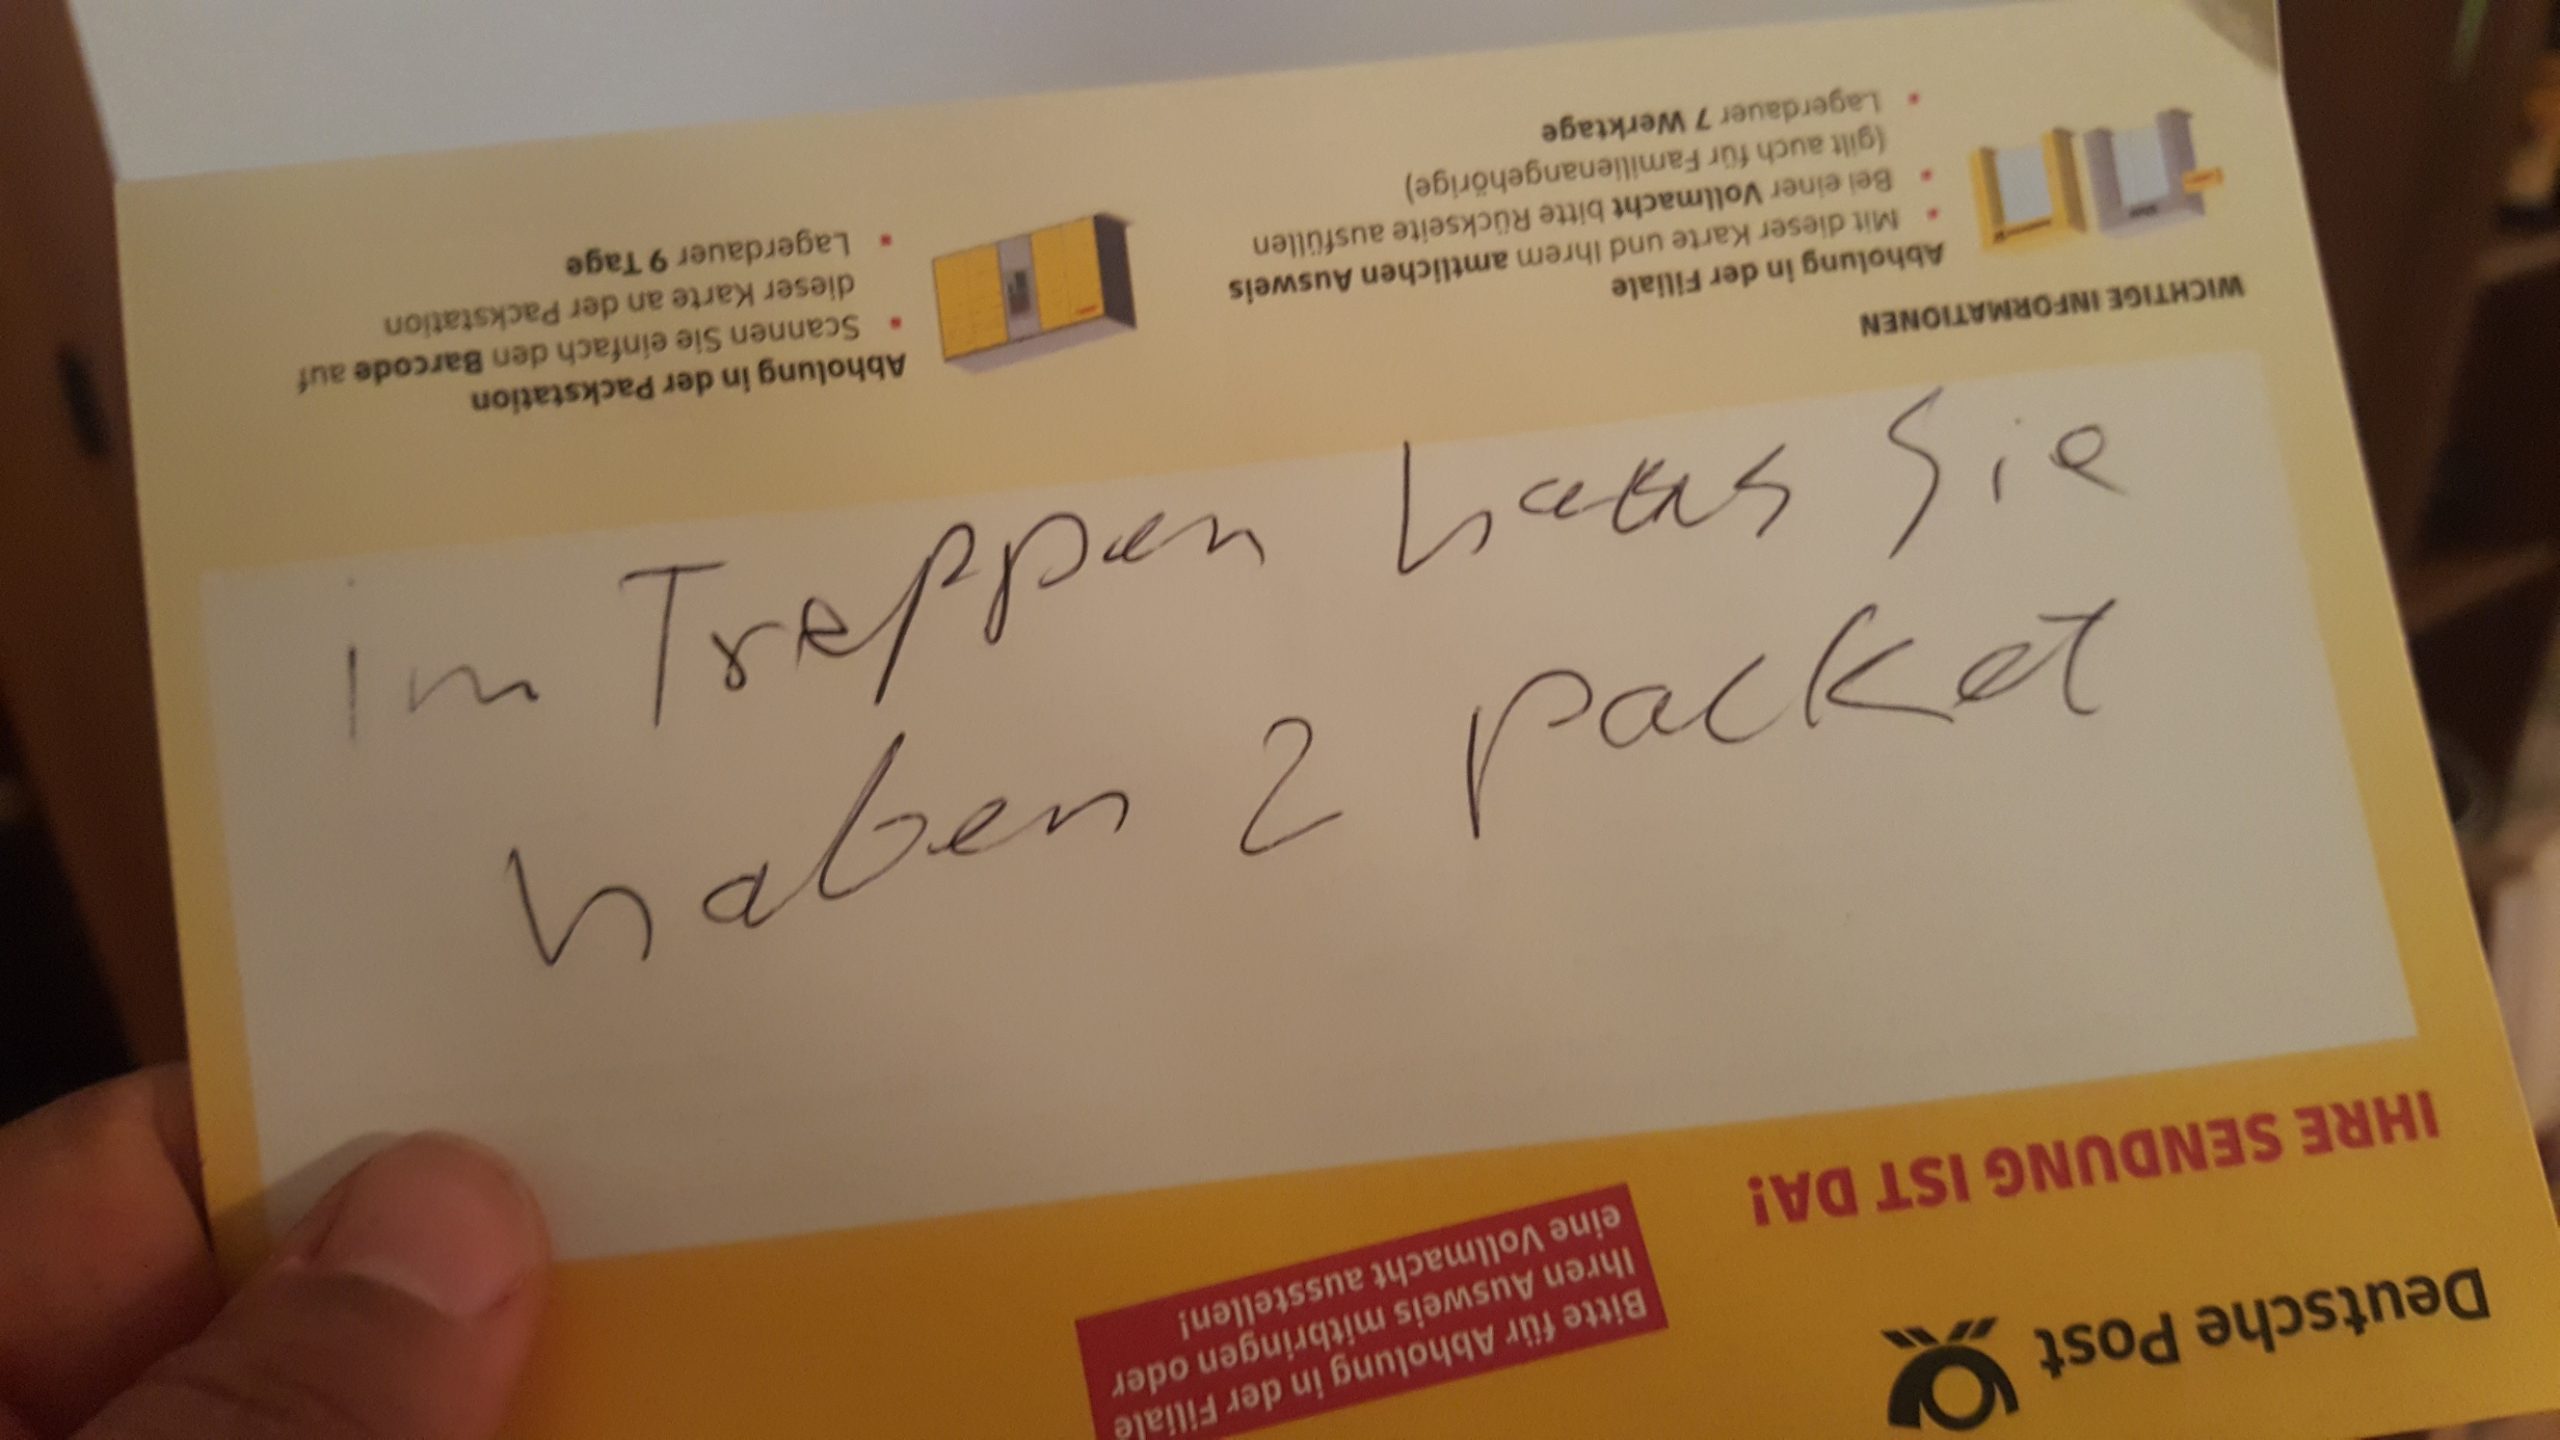 im Treppen haus Sie
haben 2 packet
Deutsche Post
IHRE SENDUNG IST DA!
Bitte für Abholung in der Filiale
Ihren Ausweis mitbringen oder
eine Vollmacht ausstellen!
WICHTIGE INFORMATIONEN
Abholung in der Filiale
• Mit dieser Karte und Ihrem amtlichen Ausweis
• Bei einer Vollmacht bitte Rückseite ausfüllen
(gilt auch für Familienangehörige)
• Lagerdauer 7 Werktage
Abholung in der Packstation
• Scannen Sie einfach den Barcode auf
dieser Karte an der Packstation
• Lagerdauer 9 Tage